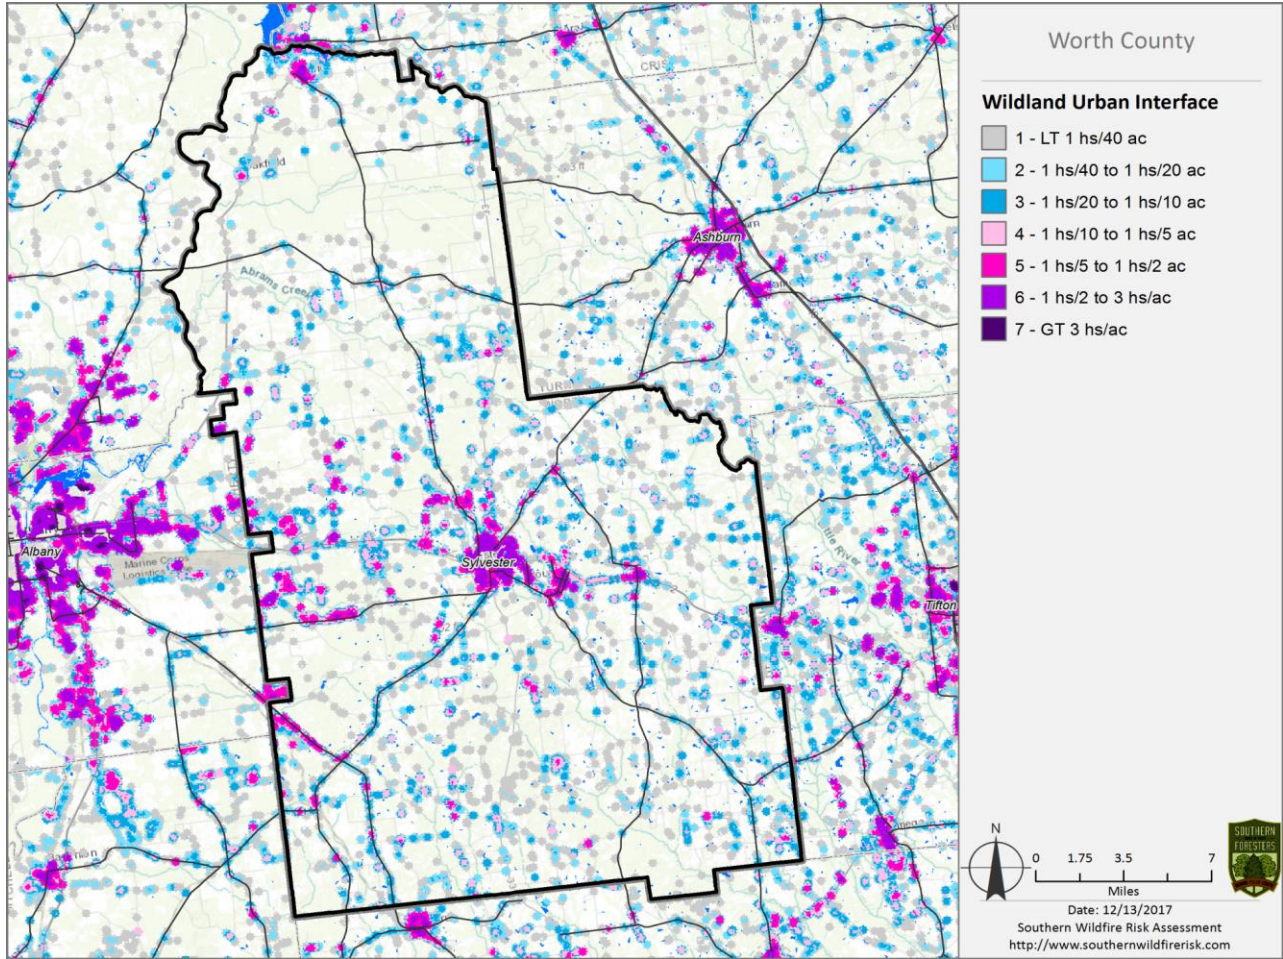 Worth County
Wildland Urban Interface
1 - LT 1 hs/40 ac
2 - 1 hs/40 to 1 hs/20 ac
3 - 1 hs/20 to 1 hs/10 ac
4 - 1 hs/10 to 1 hs/5 ac
5 - 1 hs/5 to 1 hs/2 ac
6 - 1 hs/2 to 3 hs/ac
7 - GT 3 hs/ac
CRIS
Ashburn
Abrams Creek
Albany
Marine Corps
Sylvester
Little River
Tifton
N
0 1.75 3.5 7
Miles
SOUTHERN
FORESTERS
Date: 12/13/2017
Southern Wildfire Risk Assessment
http://www.southernwildfirerisk.com